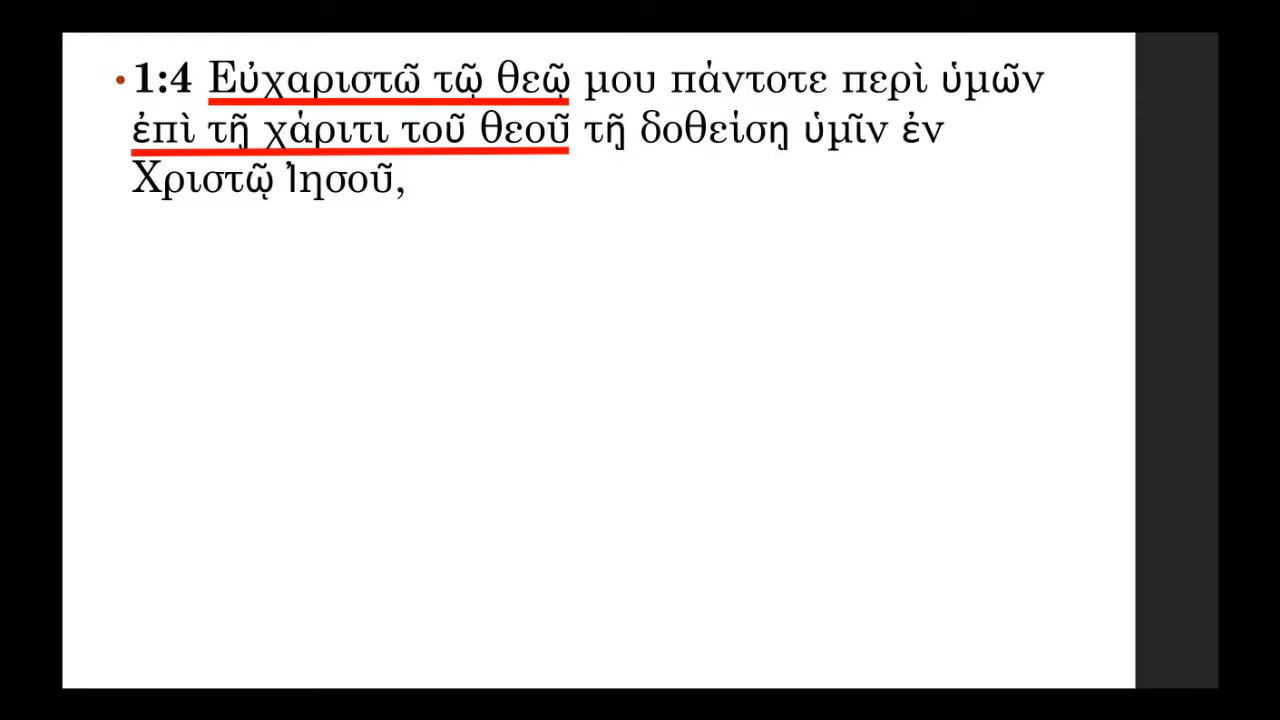 • 1:4 Εὐχαριστῶ τῷ θεῷ μου πάντοτε περὶ ὑμῶν
ἐπὶ τῇ χάριτι τοῦ θεοῦ τῇ δοθείσῃ ὑμῖν ἐν
Χριστῷ Ἰησοῦ,